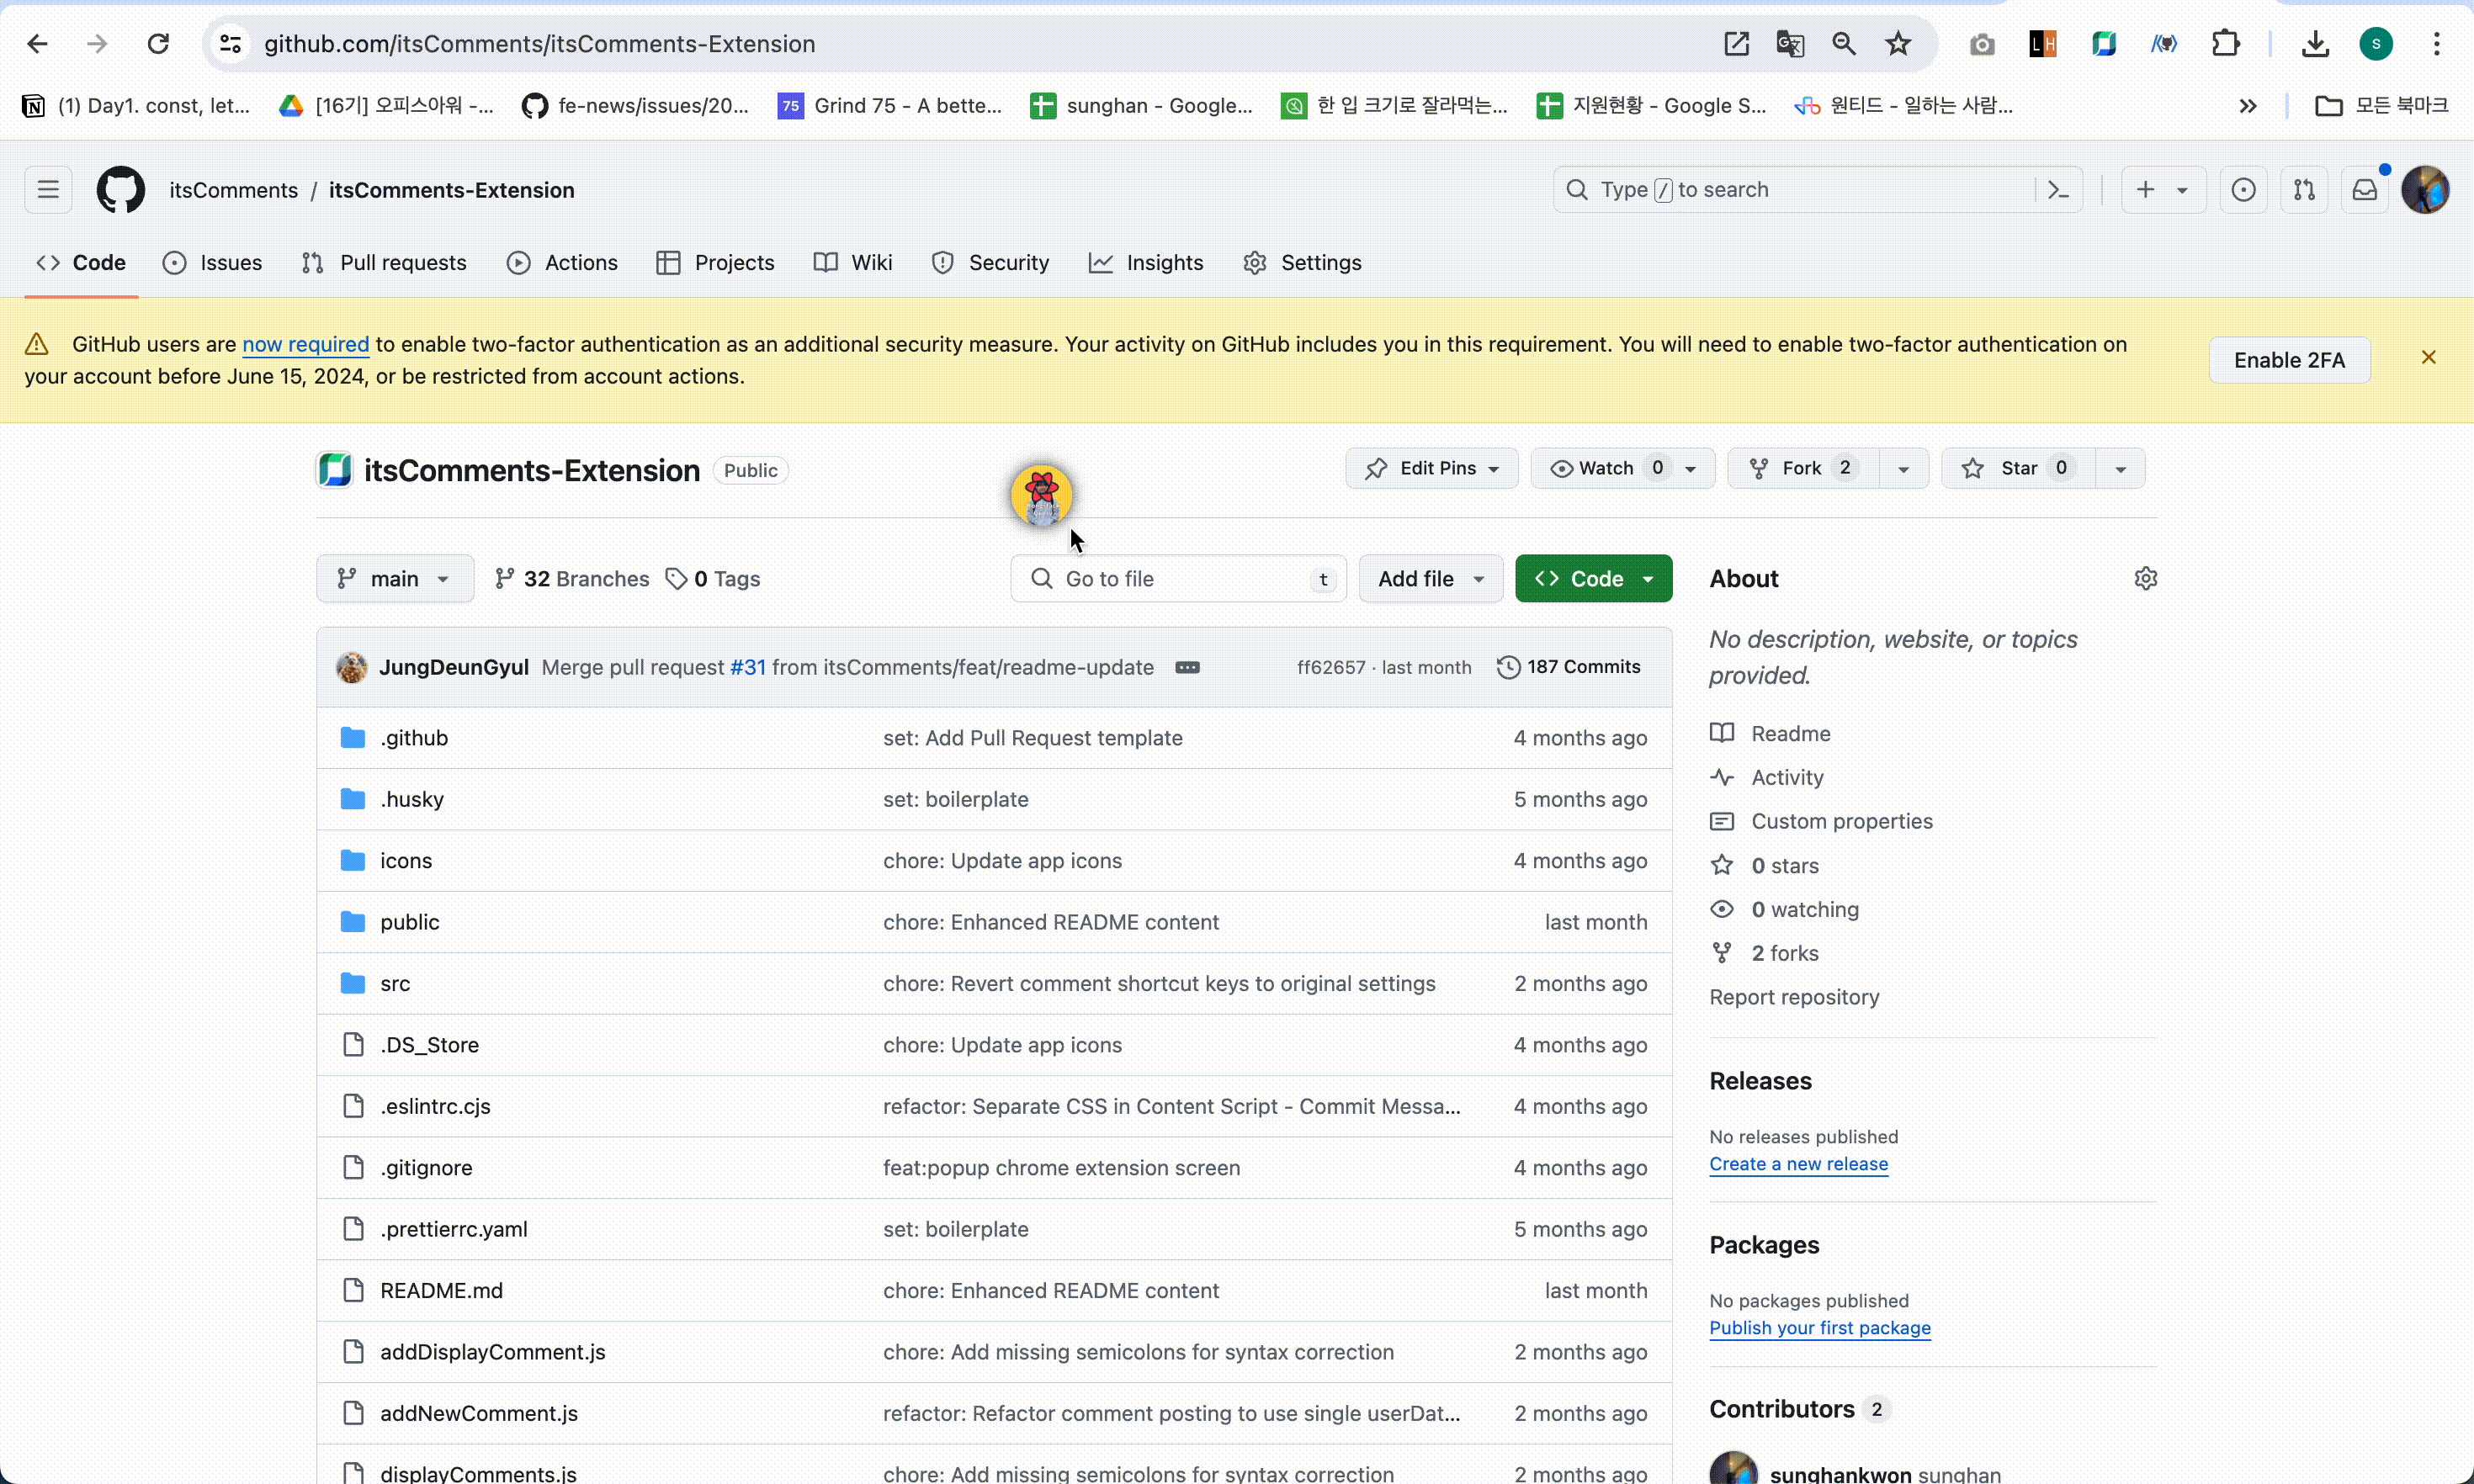 github.com/itsComments/itsComments-Extension
(1) Day1. const, let...
[16기] 오피스아워 -...
fe-news/issues/20...
75
Grind 75 - A bette...
sunghan - Google...
한 입 크기로 잘라먹는...
지원현황 - Google S...
원티드 - 일하는 사람...
모든 북마크
LH
S
itsComments / itsComments-Extension
Type / to search
Code
Issues
Pull requests
Actions
Projects
Wiki
Security
Insights
Settings
GitHub users are now required to enable two-factor authentication as an additional security measure. Your activity on GitHub includes you in this requirement. You will need to enable two-factor authentication on
your account before June 15, 2024, or be restricted from account actions.
Enable 2FA
itsComments-Extension Public
Edit Pins
Watch 0
Fork 2
Star 0
main
32 Branches
0 Tags
Go to file t
Add file
Code
JungDeunGyul Merge pull request #31 from itsComments/feat/readme-update ff62657 · last month 187 Commits
.github set: Add Pull Request template 4 months ago
.husky set: boilerplate 5 months ago
icons chore: Update app icons 4 months ago
public chore: Enhanced README content last month
src chore: Revert comment shortcut keys to original settings 2 months ago
.DS_Store chore: Update app icons 4 months ago
.eslintrc.cjs refactor: Separate CSS in Content Script - Commit Messa... 4 months ago
.gitignore feat:popup chrome extension screen 4 months ago
.prettierrc.yaml set: boilerplate 5 months ago
README.md chore: Enhanced README content last month
addDisplayComment.js chore: Add missing semicolons for syntax correction 2 months ago
addNewComment.js refactor: Refactor comment posting to use single userDat... 2 months ago
displayComments.js chore: Add missing semicolons for syntax correction 2 months ago
About
No description, website, or topics
provided.
Readme
Activity
Custom properties
0 stars
0 watching
2 forks
Report repository
Releases
No releases published
Create a new release
Packages
No packages published
Publish your first package
Contributors 2
sunghankwon sunghan